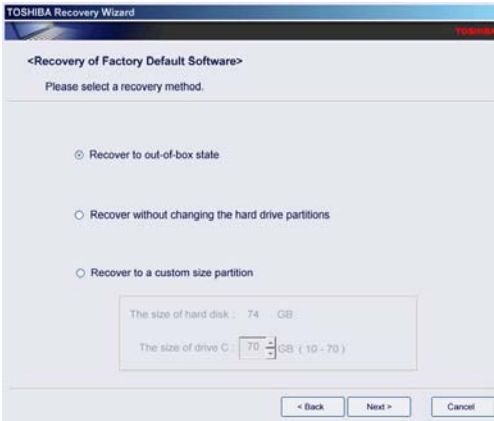 TOSHIBA Recovery Wizard
TOSHIBA
<Recovery of Factory Default Software>
Please select a recovery method.
Recover to out-of-box state
Recover without changing the hard drive partitions
Recover to a custom size partition
The size of hard disk : 74 GB
The size of drive C : 70 GB ( 10 - 70 )
< Back Next > Cancel